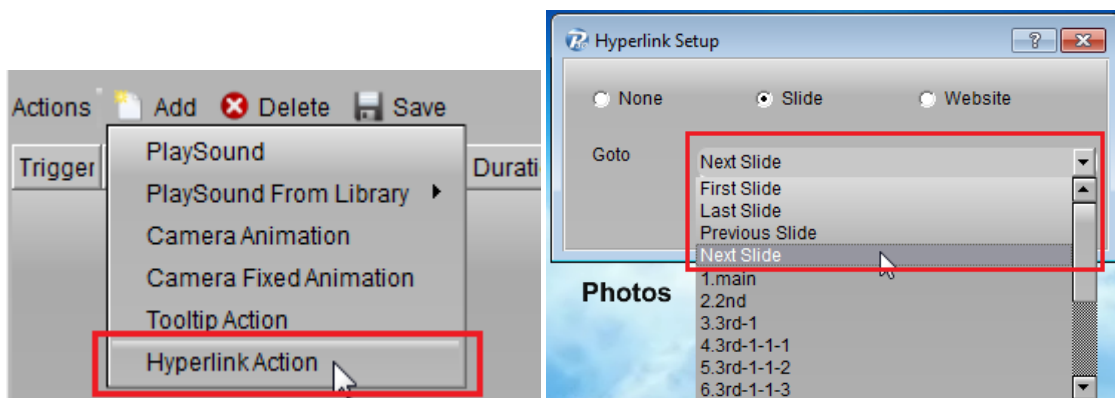 Actions Add Delete Save
Trigger
Durati
PlaySound
PlaySound From Library
Camera Animation
Camera Fixed Animation
Tooltip Action
Hyperlink Action
Hyperlink Setup
None Slide Website
Goto
Next Slide
First Slide
Last Slide
Previous Slide
Next Slide
1.main
2.2nd
3.3rd-1
4.3rd-1-1-1
5.3rd-1-1-2
6.3rd-1-1-3
Photos